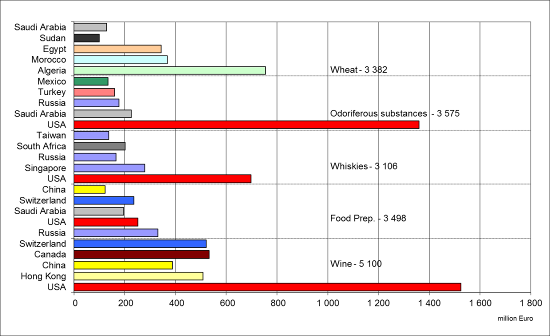 Saudi Arabia
Sudan
Egypt
Morocco
Algeria
Wheat - 3 382
Mexico
Turkey
Russia
Saudi Arabia
Odoriferous substances - 3 575
USA
Taiwan
South Africa
Russia
Whiskies - 3 106
Singapore
USA
China
Switzerland
Saudi Arabia
Food Prep. - 3 498
USA
Russia
Switzerland
Canada
China
Wine - 5 100
Hong Kong
USA
0 200 400 600 800 1 000 1 200 1 400 1 600 1 800
million Euro